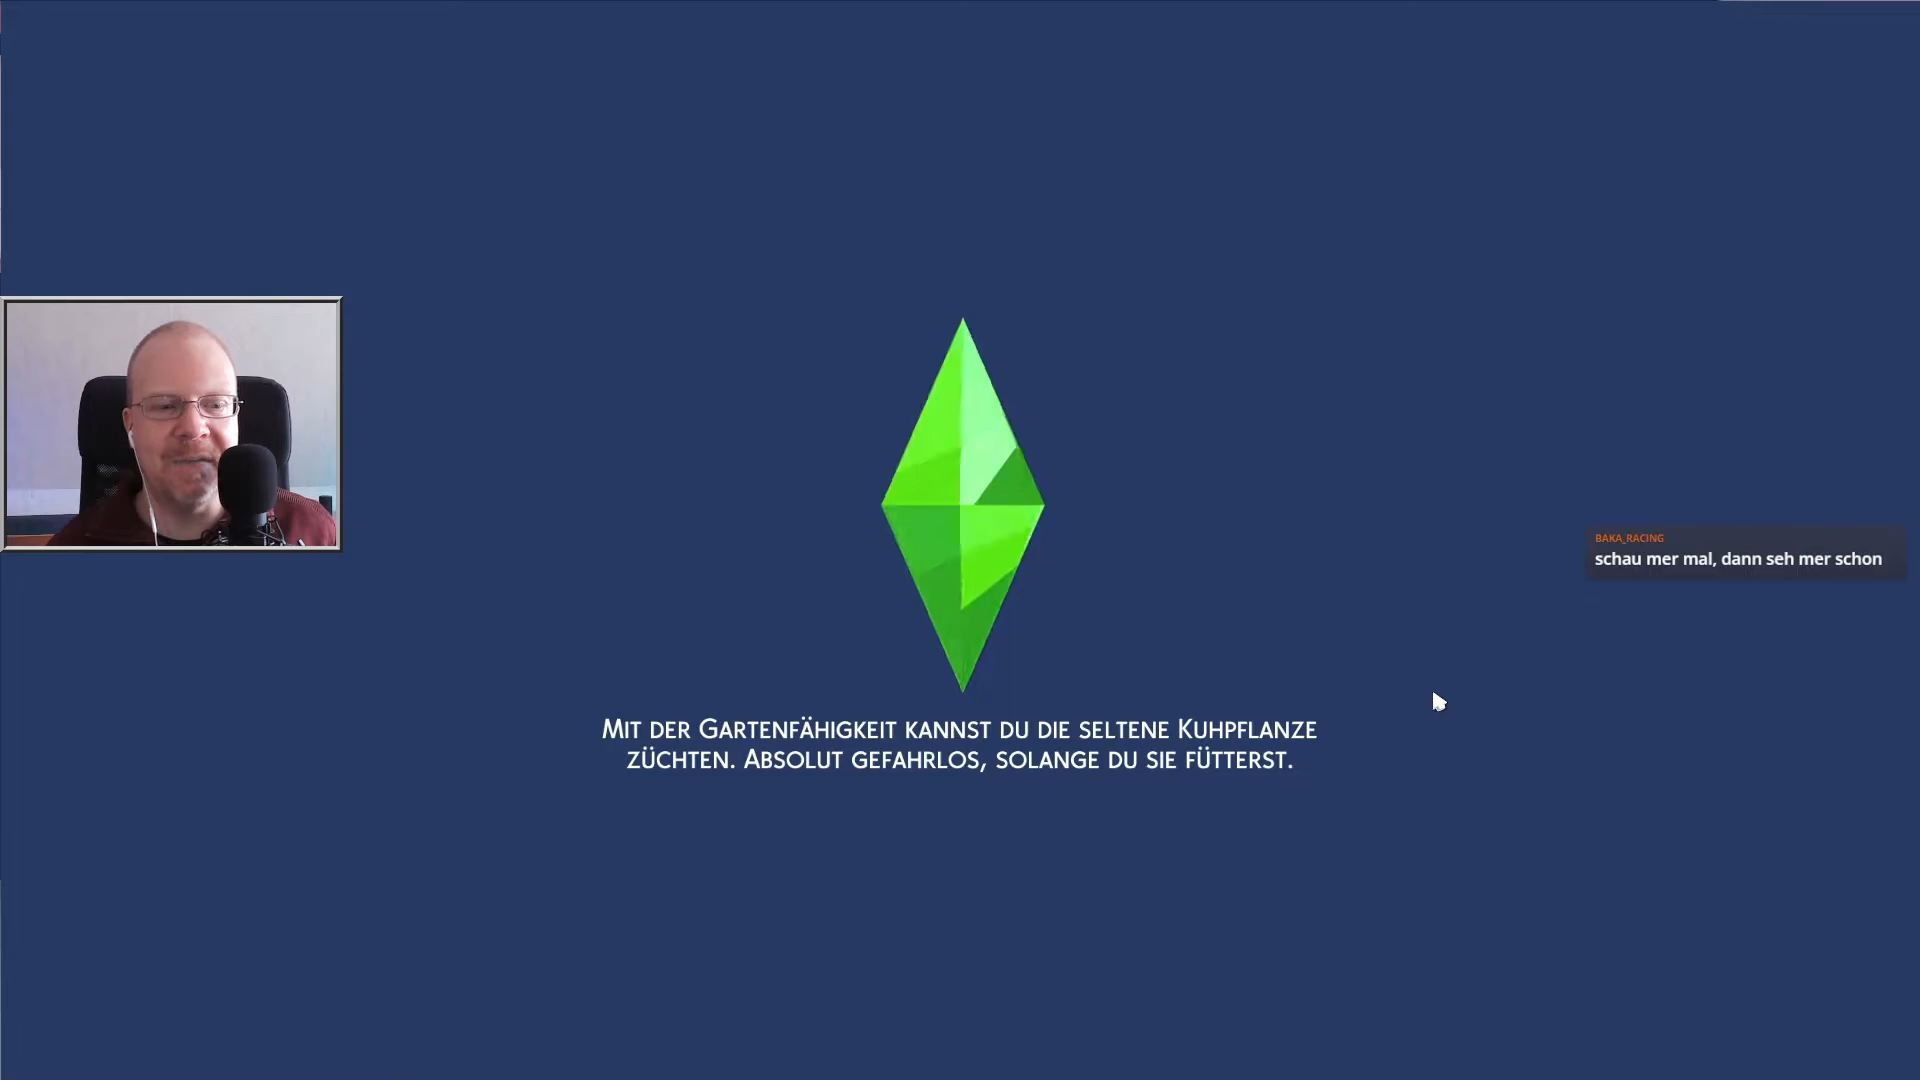 MIT DER GARTENFÄHIGKEIT KANNST DU DIE SELTENE KUHPFLANZE
ZÜCHTEN. ABSOLUT GEFAHRLOS, SOLANGE DU SIE FÜTTERST.
BAKA_RACING
schau mer mal, dann seh mer schon